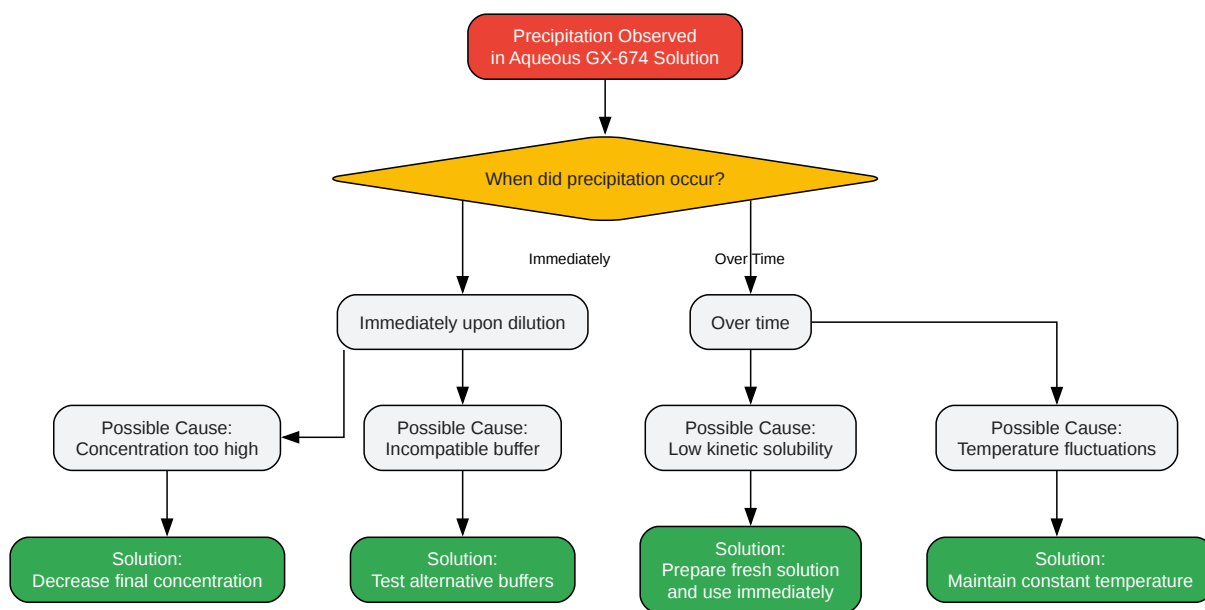 Precipitation Observed
in Aqueous GX-674 Solution
When did precipitation occur?
Immediately
Over Time
Immediately upon dilution
Over time
Possible Cause:
Concentration too high
Possible Cause:
Incompatible buffer
Possible Cause:
Low kinetic solubility
Possible Cause:
Temperature fluctuations
Solution:
Decrease final concentration
Solution:
Test alternative buffers
Solution:
Prepare fresh solution
and use immediately
Solution:
Maintain constant temperature